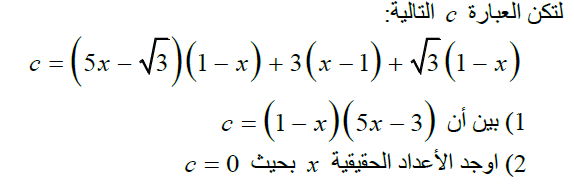 لتكن العبارة c التالية:
c = (5x − √3)(1 − x) + 3(x − 1) + √3(1 − x)
1) بين أن c = (1 − x)(5x − 3)
2) اوجد الأعداد الحقيقية x بحيث c = 0